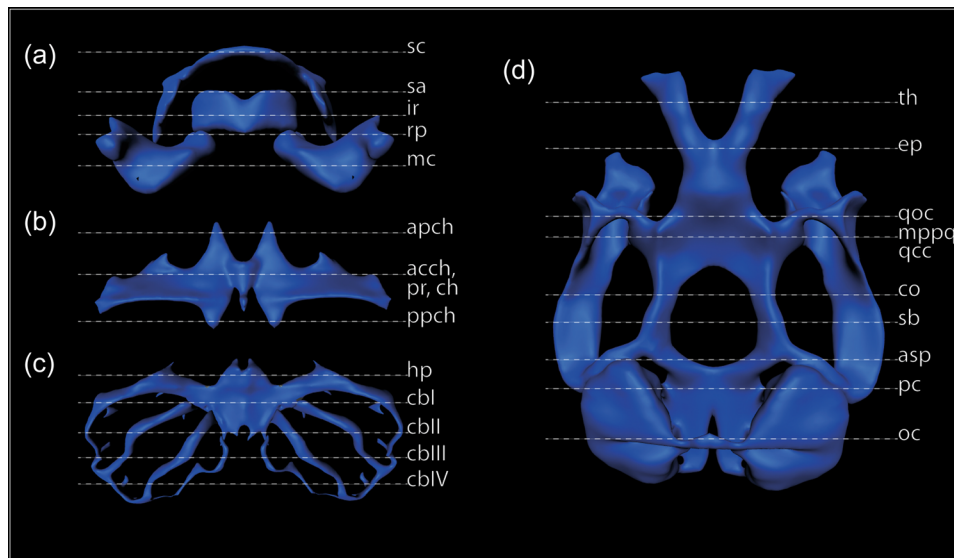 (a)
sc
sa
ir
rp
mc
(b)
apch
acch,
pr, ch
ppch
(c)
hp
cbI
cbII
cbIII
cbIV
(d)
th
ep
qoc
mppq
qcc
co
sb
asp
pc
oc